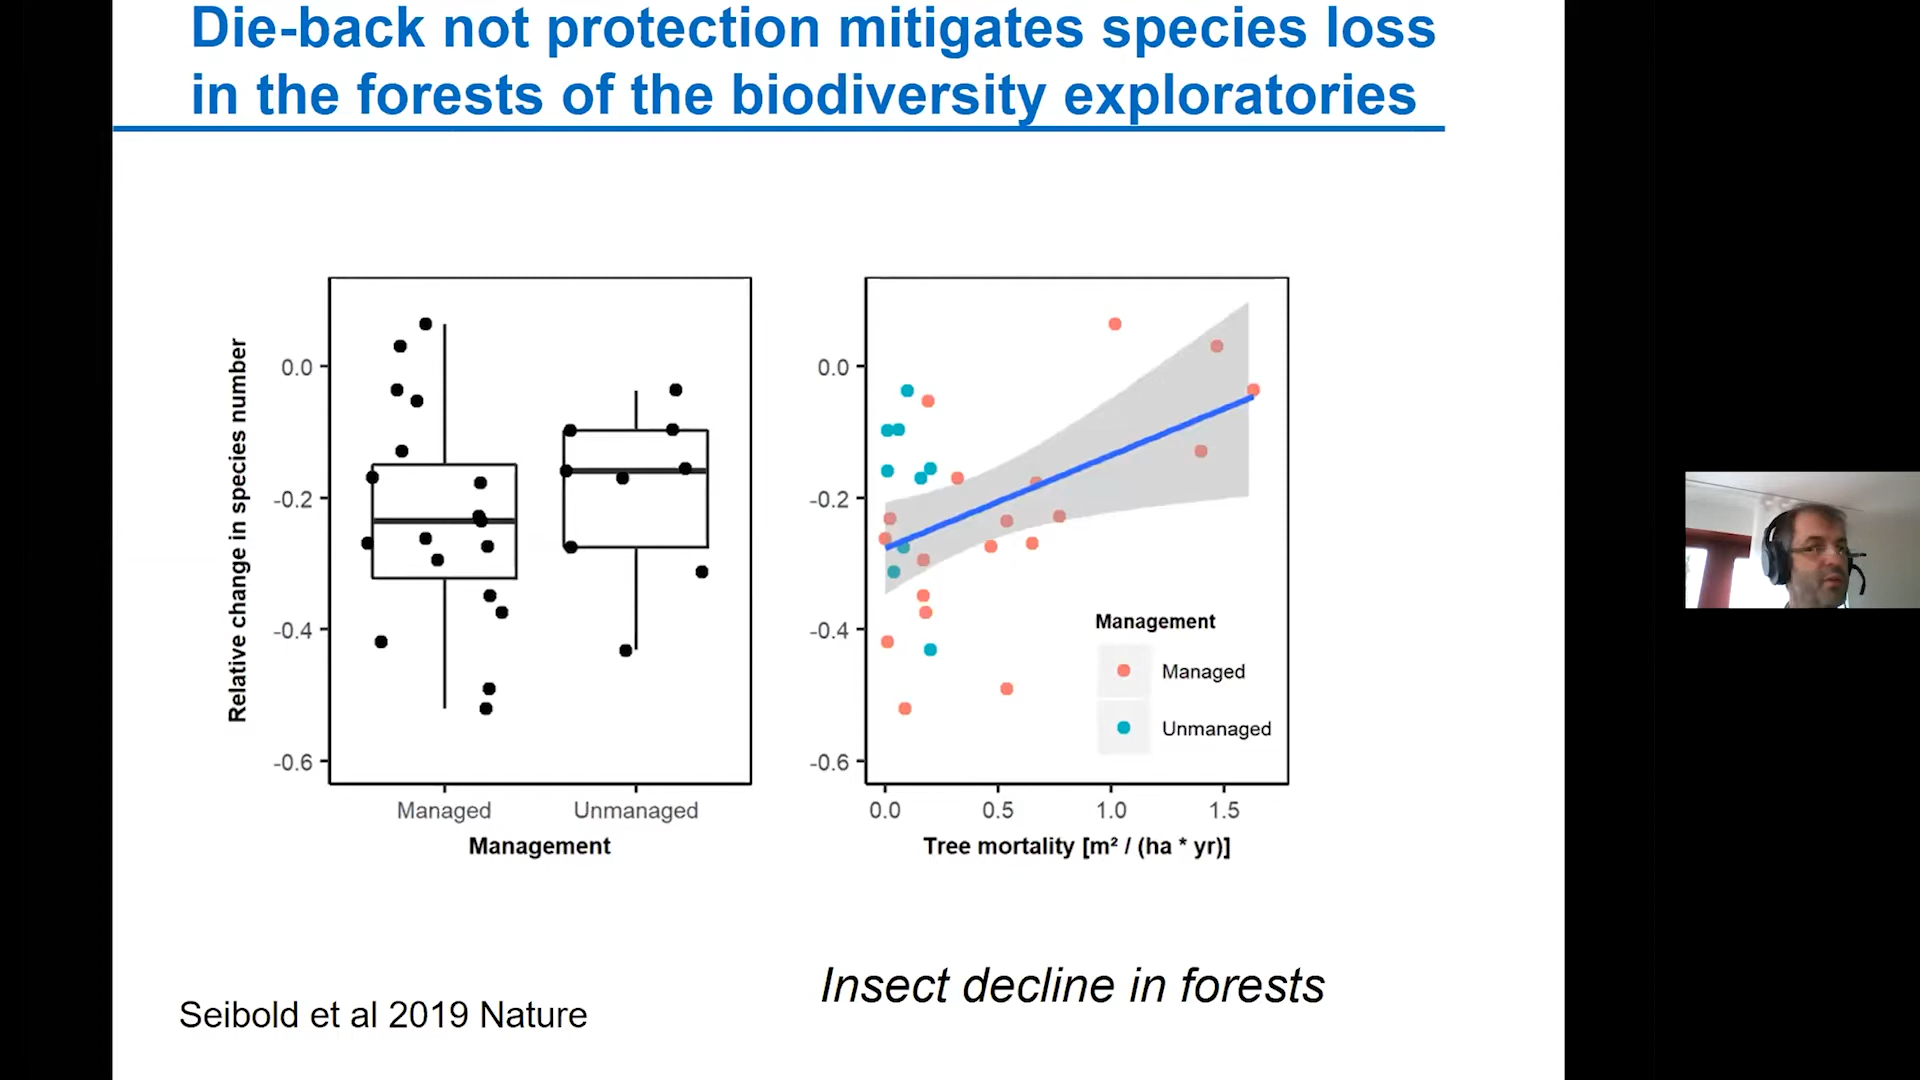 Die-back not protection mitigates species loss
in the forests of the biodiversity exploratories
Relative change in species number
0.0
-0.2
-0.4
-0.6
Managed
Unmanaged
Management
0.0
-0.2
-0.4
-0.6
Management
Managed
Unmanaged
0.0
0.5
1.0
1.5
Tree mortality [m² / (ha * yr)]
Insect decline in forests
Seibold et al 2019 Nature